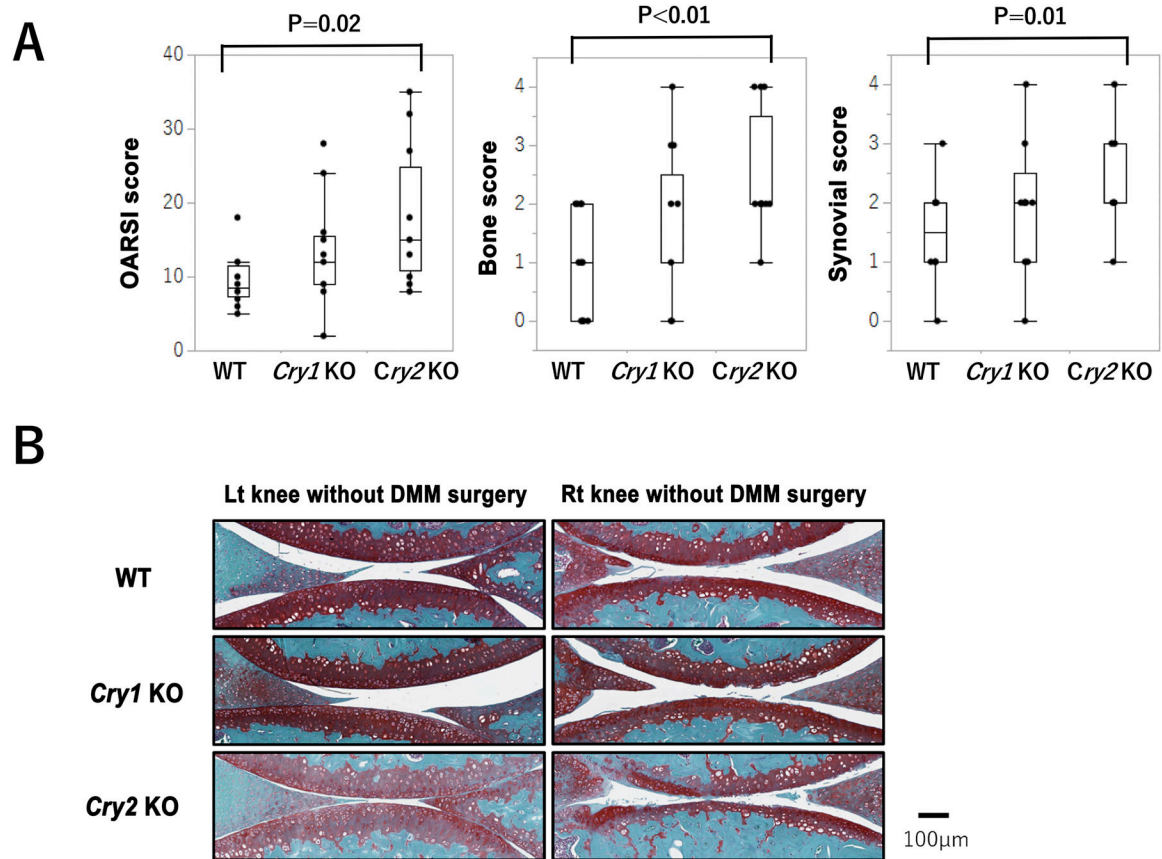 A
P=0.02
P<0.01
P=0.01
OARSI score
40
30
20
10
0
WT
Cry1 KO
Cry2 KO
Bone score
4
3
2
1
0
WT
Cry1 KO
Cry2 KO
Synovial score
4
3
2
1
0
WT
Cry1 KO
Cry2 KO
B
Lt knee without DMM surgery
Rt knee without DMM surgery
WT
Cry1 KO
Cry2 KO
100μm